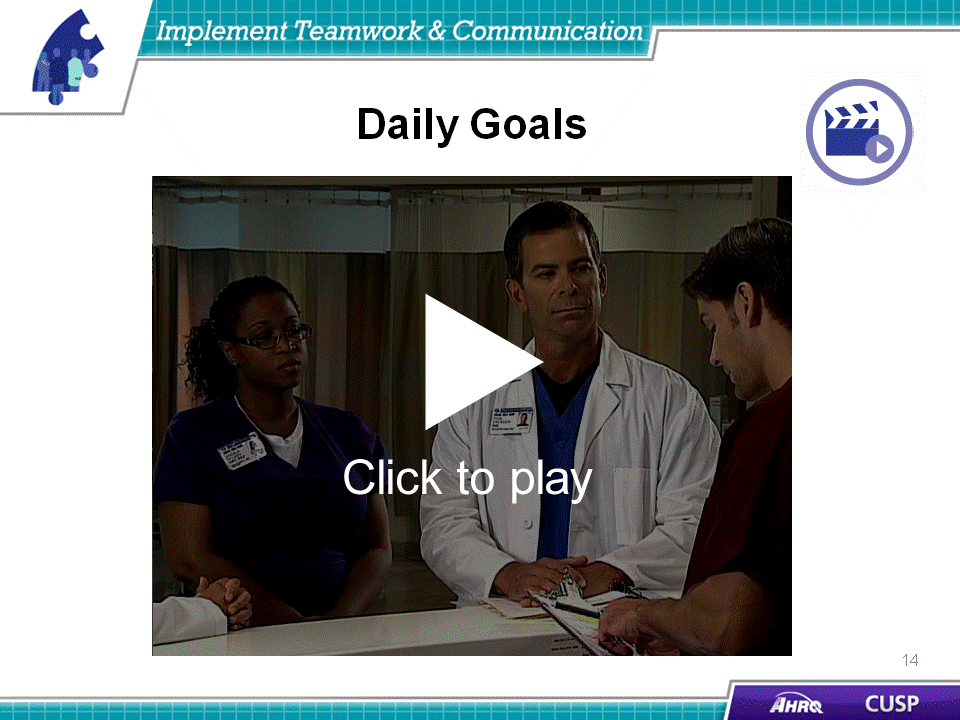 Implement Teamwork & Communication
Daily Goals
Click to play
14
AHRQ
CUSP